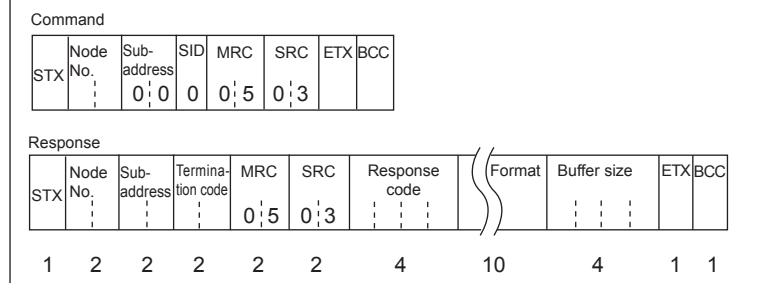 Command
STX Node No. Sub-address SID MRC SRC ETX BCC
0 0 0 0 5 0 3
Response
STX Node No. Sub-address Termina-tion code MRC SRC Response code Format Buffer size ETX BCC
0 5 0 3
1 2 2 2 2 2 4 10 4 1 1